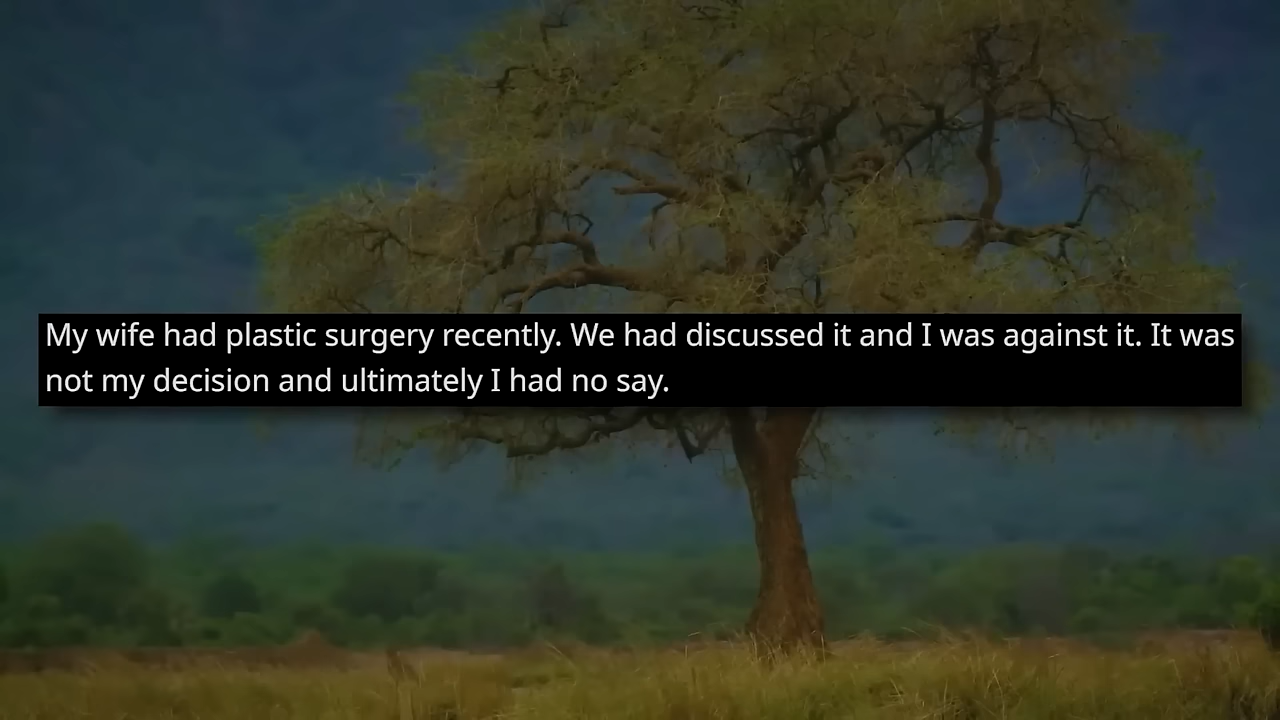 My wife had plastic surgery recently. We had discussed it and I was against it. It was
not my decision and ultimately I had no say.